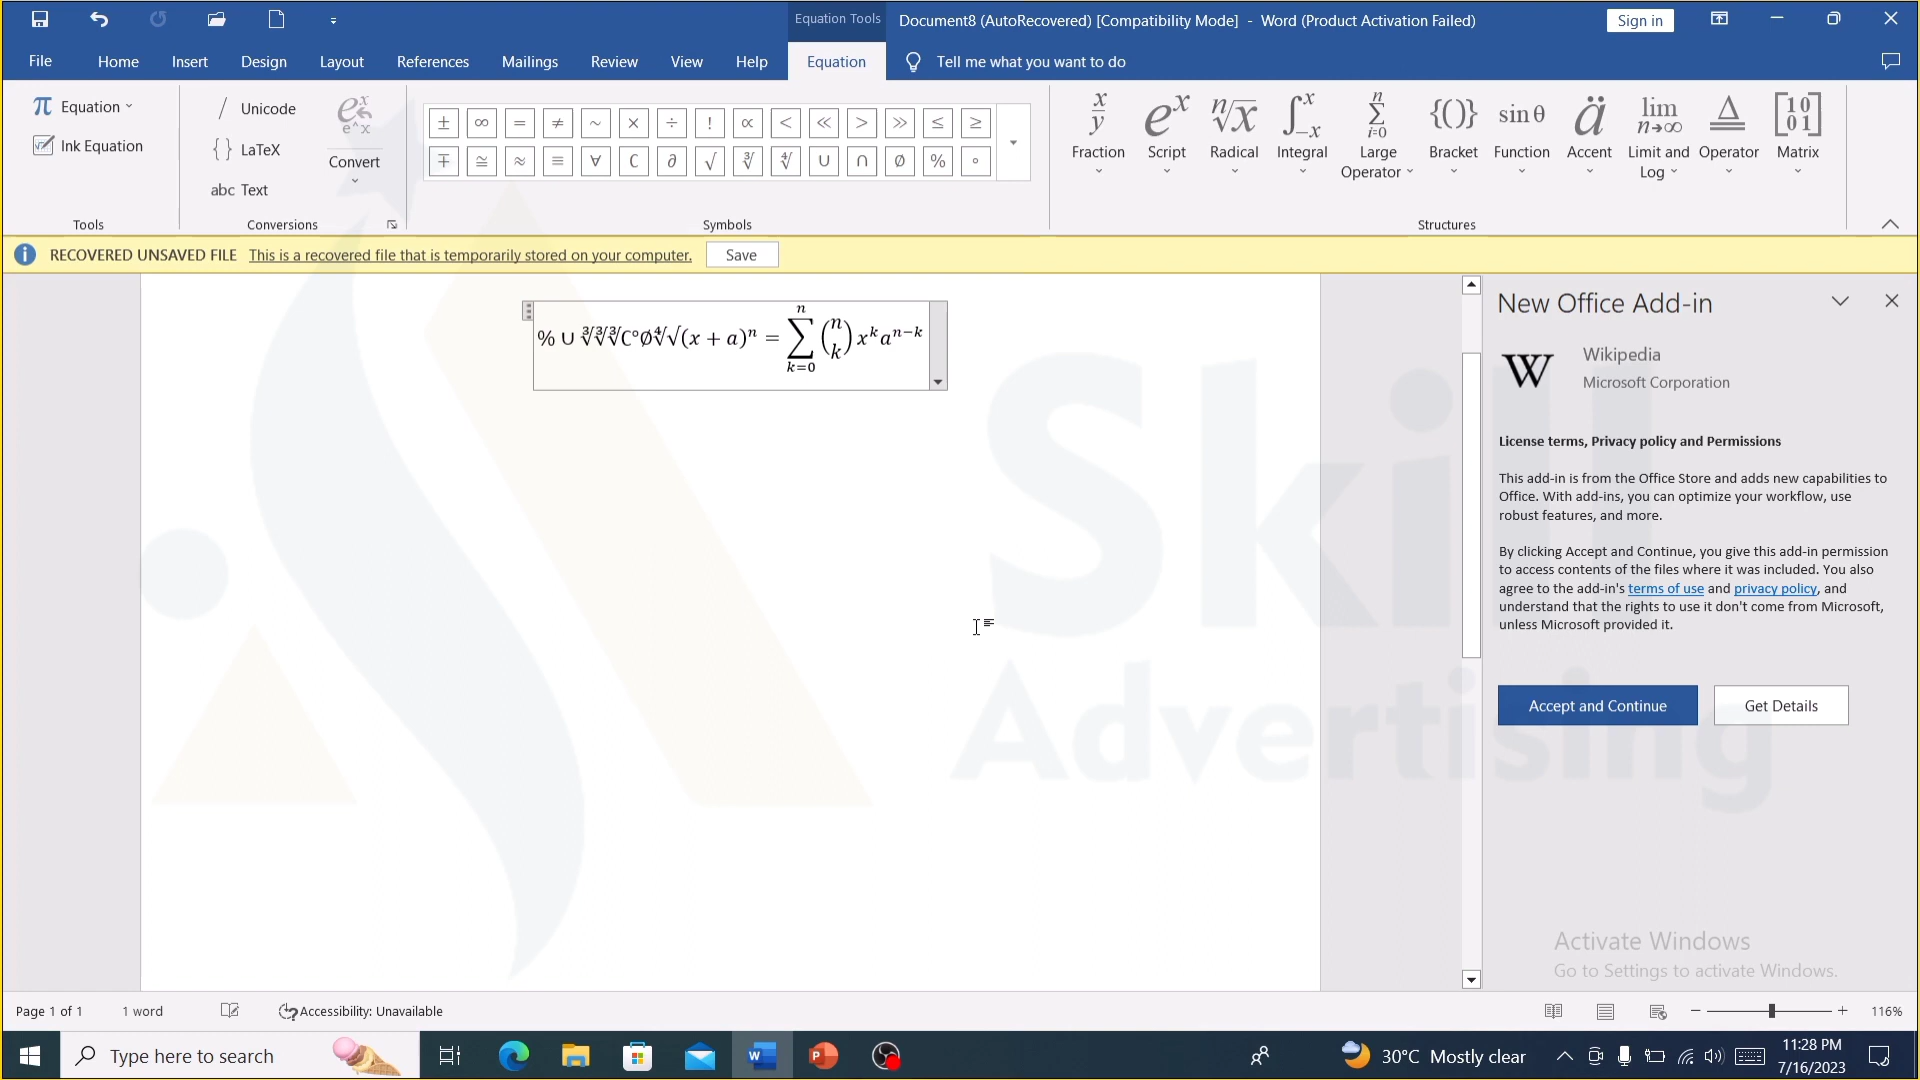 Equation Tools
Document8 (AutoRecovered) [Compatibility Mode] - Word (Product Activation Failed)
Sign in
File Home Insert Design Layout References Mailings Review View Help Equation Tell me what you want to do
Equation
Ink Equation
Tools
Unicode
LaTeX
abc Text
Convert
Conversions
± ∞ = ≠ ~ × ÷ ! ∝ < ≪ > ≫ ≤ ≥
∓ ≅ ≈ ≡ ∀ ∁ ∂ √ ∛ ∜ ∪ ∩ ∅ % °
Symbols
Fraction
Script
Radical
Integral
Large Operator
Bracket
Function
Accent
Limit and Log
Operator
Matrix
Structures
RECOVERED UNSAVED FILE This is a recovered file that is temporarily stored on your computer. Save
% ∪ ∛∛∛∁°∅∜√(x + a)ⁿ = ∑ₖ₌₀ⁿ (n k) xᵏaⁿ⁻ᵏ
Skill
Advertising
New Office Add-in
W
Wikipedia
Microsoft Corporation
License terms, Privacy policy and Permissions
This add-in is from the Office Store and adds new capabilities to
Office. With add-ins, you can optimize your workflow, use
robust features, and more.
By clicking Accept and Continue, you give this add-in permission
to access contents of the files where it was included. You also
agree to the add-in's terms of use and privacy policy, and
understand that the rights to use it don't come from Microsoft,
unless Microsoft provided it.
Accept and Continue Get Details
Activate Windows
Go to Settings to activate Windows.
Page 1 of 1 1 word Accessibility: Unavailable 116%
Type here to search
30°C Mostly clear
11:28 PM
7/16/2023